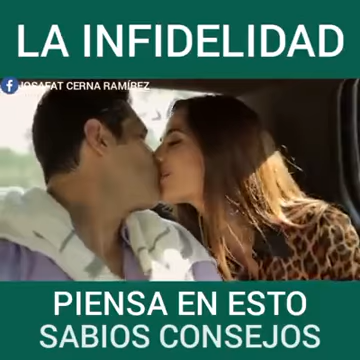 LA INFIDELIDAD
JOSAFAT CERNA RAMÍREZ
PIENSA EN ESTO
SABIOS CONSEJOS